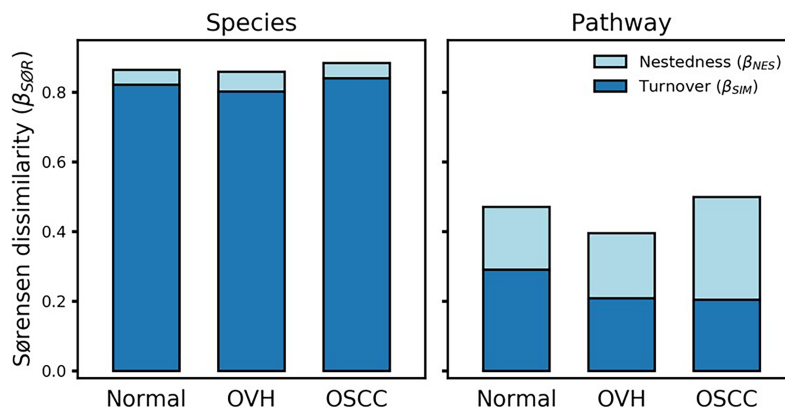 Species
Pathway
Sørensen dissimilarity (βSØR)
0.8
0.6
0.4
0.2
0.0
Nestedness (βNES)
Turnover (βSIM)
Normal
OVH
OSCC
Normal
OVH
OSCC